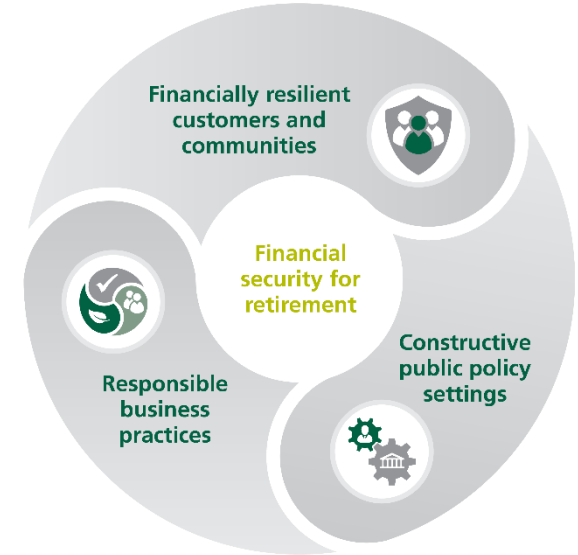 Financially resilient
customers and
communities
Financial
security for
retirement
Constructive
public policy
settings
Responsible
business
practices